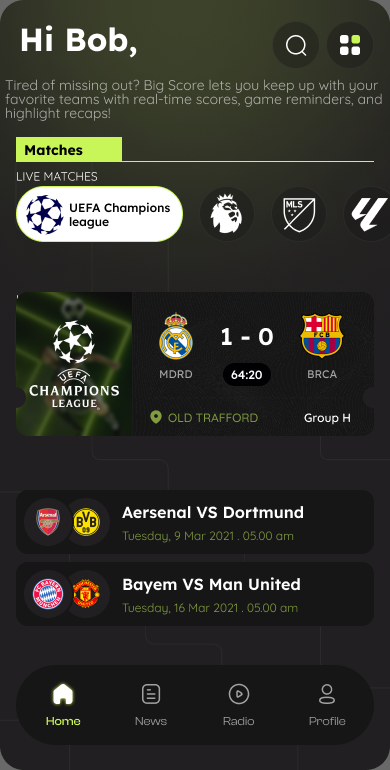 Hi Bob,
Tired of missing out? Big Score lets you keep up with your
favorite teams with real-time scores, game reminders, and
highlight recaps!
Matches
LIVE MATCHES
UEFA Champions
league
MLS
1 - 0
MDRD
64:20
BRCA
UEFA
CHAMPIONS
LEAGUE
OLD TRAFFORD
Group H
Aersenal VS Dortmund
Tuesday, 9 Mar 2021 . 05.00 am
Bayem VS Man United
Tuesday, 16 Mar 2021 . 05.00 am
Home
News
Radio
Profile